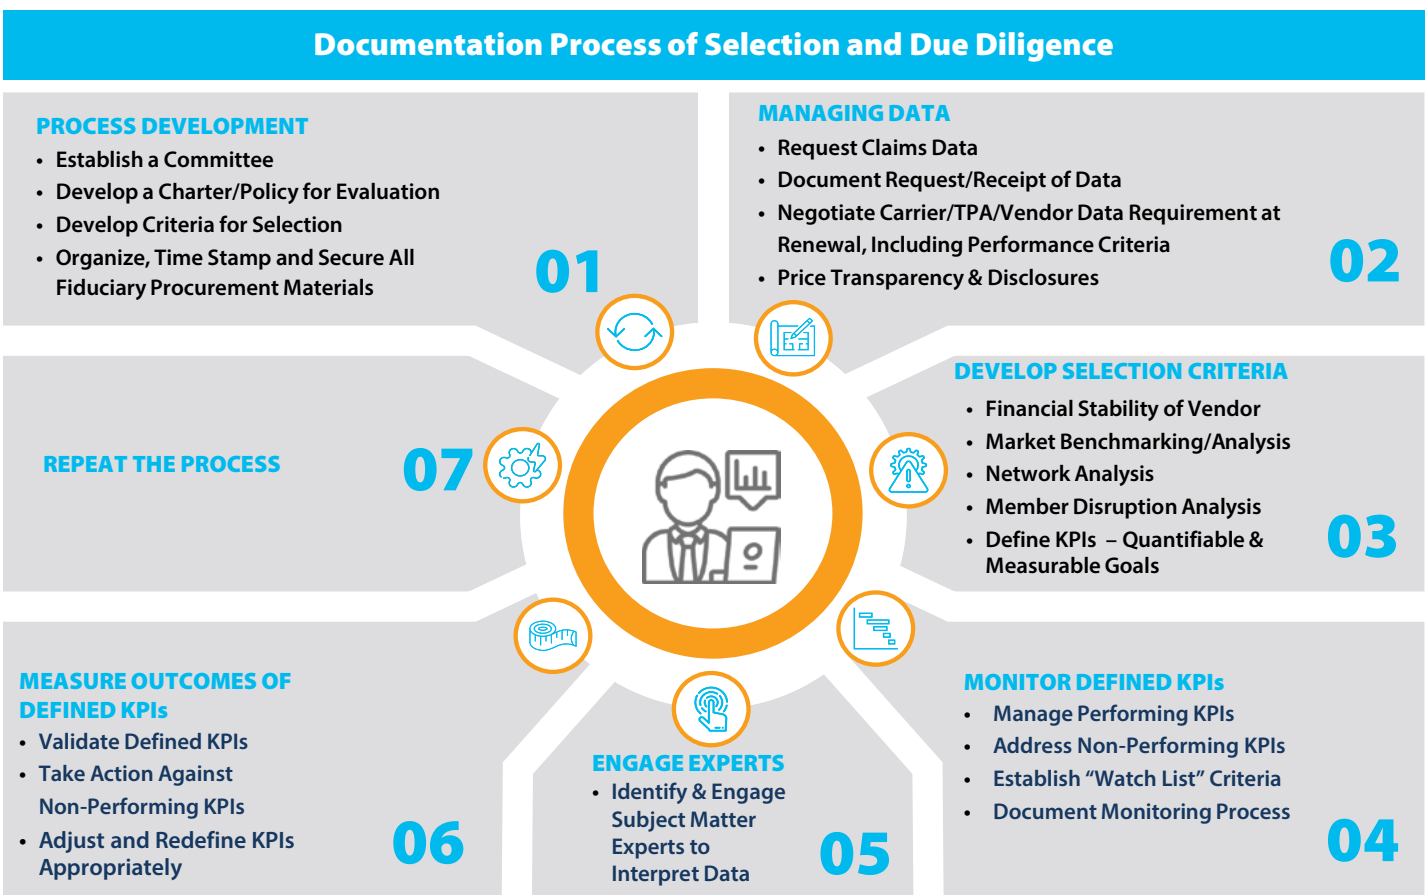 Documentation Process of Selection and Due Diligence
PROCESS DEVELOPMENT
• Establish a Committee
• Develop a Charter/Policy for Evaluation
• Develop Criteria for Selection
• Organize, Time Stamp and Secure All
Fiduciary Procurement Materials
01
MANAGING DATA
• Request Claims Data
• Document Request/Receipt of Data
• Negotiate Carrier/TPA/Vendor Data Requirement at
Renewal, Including Performance Criteria
• Price Transparency & Disclosures
02
DEVELOP SELECTION CRITERIA
• Financial Stability of Vendor
• Market Benchmarking/Analysis
• Network Analysis
• Member Disruption Analysis
• Define KPIs – Quantifiable &
Measurable Goals
03
MONITOR DEFINED KPIs
• Manage Performing KPIs
• Address Non-Performing KPIs
• Establish “Watch List” Criteria
• Document Monitoring Process
04
ENGAGE EXPERTS
• Identify & Engage
Subject Matter
Experts to
Interpret Data
05
MEASURE OUTCOMES OF
DEFINED KPIs
• Validate Defined KPIs
• Take Action Against
Non-Performing KPIs
• Adjust and Redefine KPIs
Appropriately
06
REPEAT THE PROCESS
07